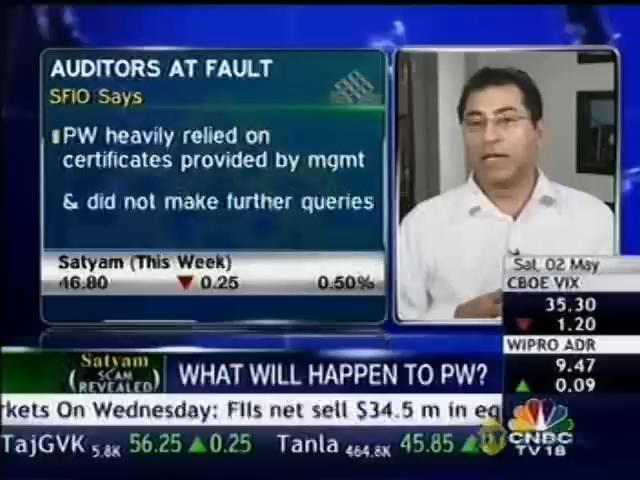 AUDITORS AT FAULT
SFIO Says
PW heavily relied on
certificates provided by mgmt
& did not make further queries
Satyam (This Week)
46.80 ▼ 0.25 0.50%
Sat, 02 May
CBOE VIX
35.30
▼ 1.20
WIPRO ADR
9.47
▲ 0.09
Satyam
SCAM
REVEALED
WHAT WILL HAPPEN TO PW?
rkets On Wednesday: FIIs net sell $34.5 m in eq
TajGVK 5.8K 56.25 ▲ 0.25 Tanla 464.8K 45.85 ▲
CNBC
TV18